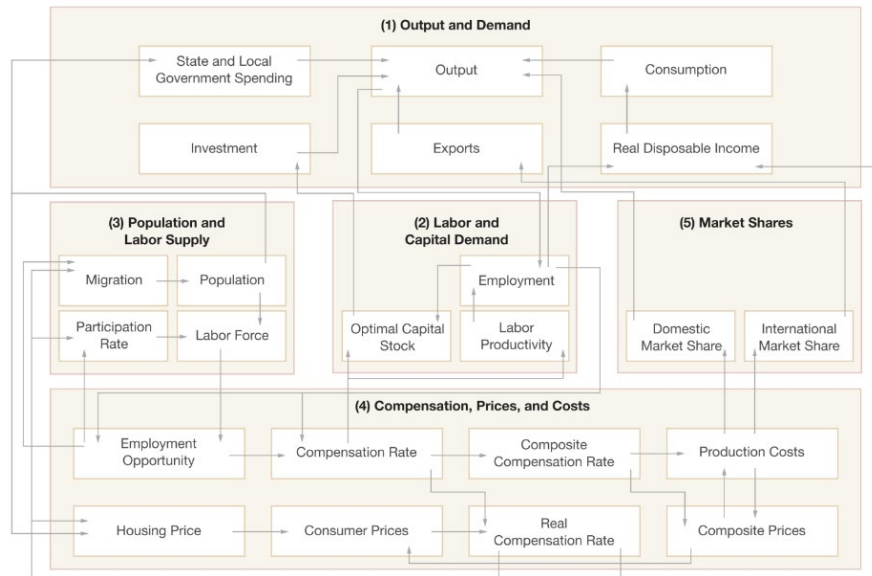 (1) Output and Demand
State and Local
Government Spending
Output
Consumption
Investment
Exports
Real Disposable Income
(3) Population and
Labor Supply
Migration
Population
Participation
Rate
Labor Force
(2) Labor and
Capital Demand
Employment
Optimal Capital
Stock
Labor
Productivity
(5) Market Shares
Domestic
Market Share
International
Market Share
(4) Compensation, Prices, and Costs
Employment
Opportunity
Compensation Rate
Composite
Compensation Rate
Production Costs
Housing Price
Consumer Prices
Real
Compensation Rate
Composite Prices